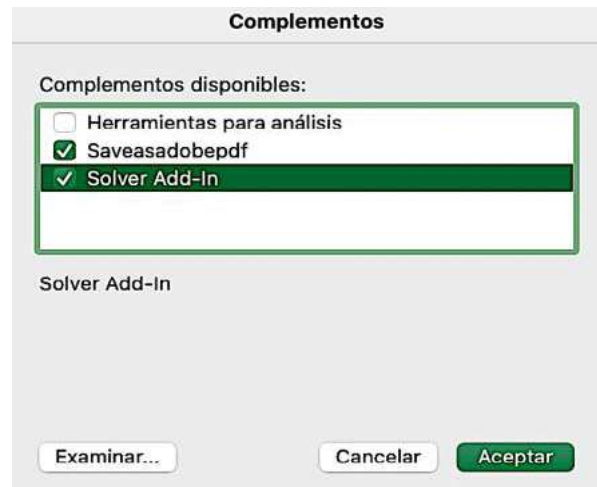 Complementos
Complementos disponibles:
Herramientas para análisis
Saveasadobepdf
Solver Add-In
Solver Add-In
Examinar...
Cancelar
Aceptar